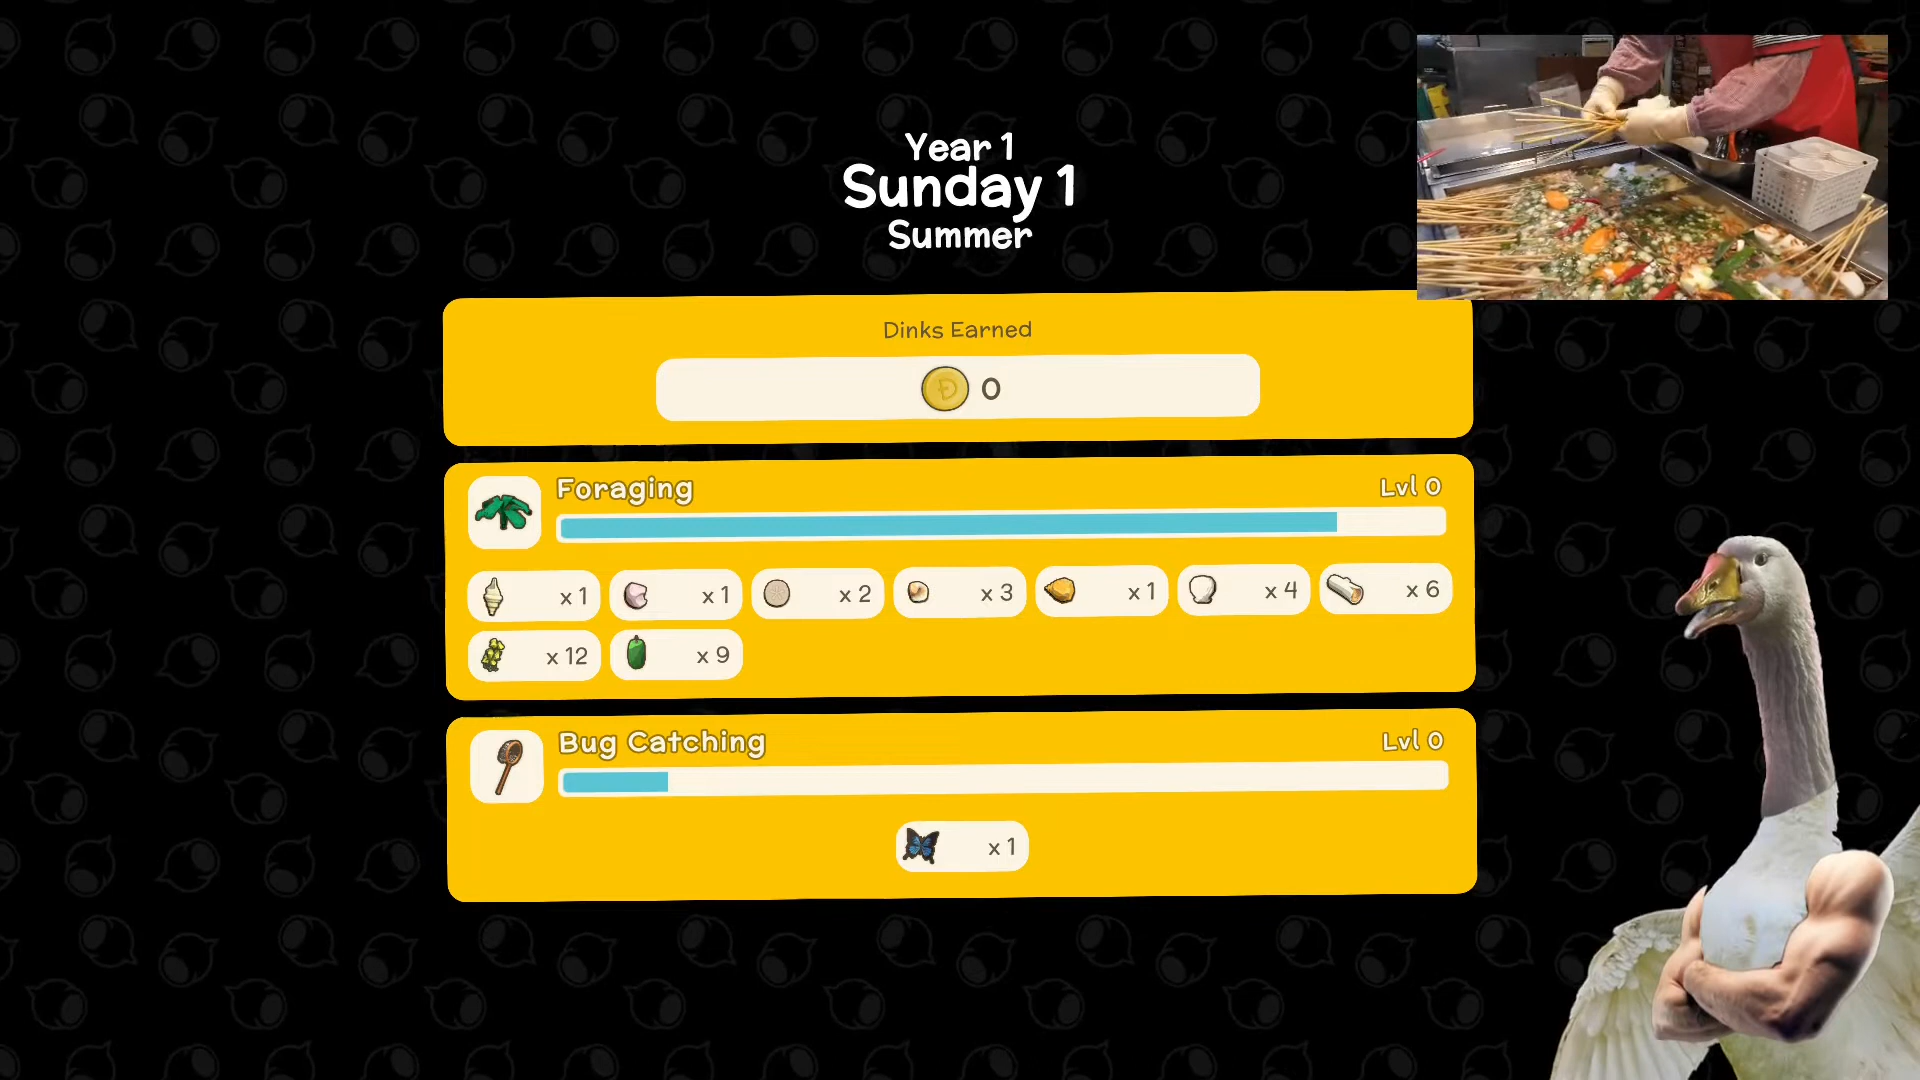 Year 1
Sunday 1
Summer
Dinks Earned
Đ 0
Foraging Lvl 0
x 1 x 1 x 2 x 3 x 1 x 4 x 6
x 12 x 9
Bug Catching Lvl 0
x 1